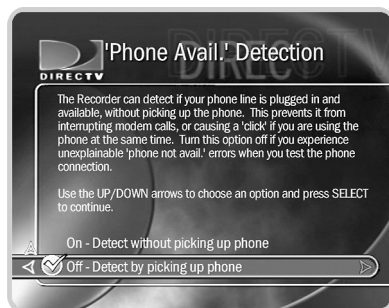 'Phone Avail.' Detection
DIRECTV
The Recorder can detect if your phone line is plugged in and
available, without picking up the phone. This prevents it from
interrupting modem calls, or causing a 'click' if you are using the
phone at the same time. Turn this option off if you experience
unexplainable 'phone not avail.' errors when you test the phone
connection.
Use the UP/DOWN arrows to choose an option and press SELECT
to continue.
On - Detect without picking up phone
Off - Detect by picking up phone